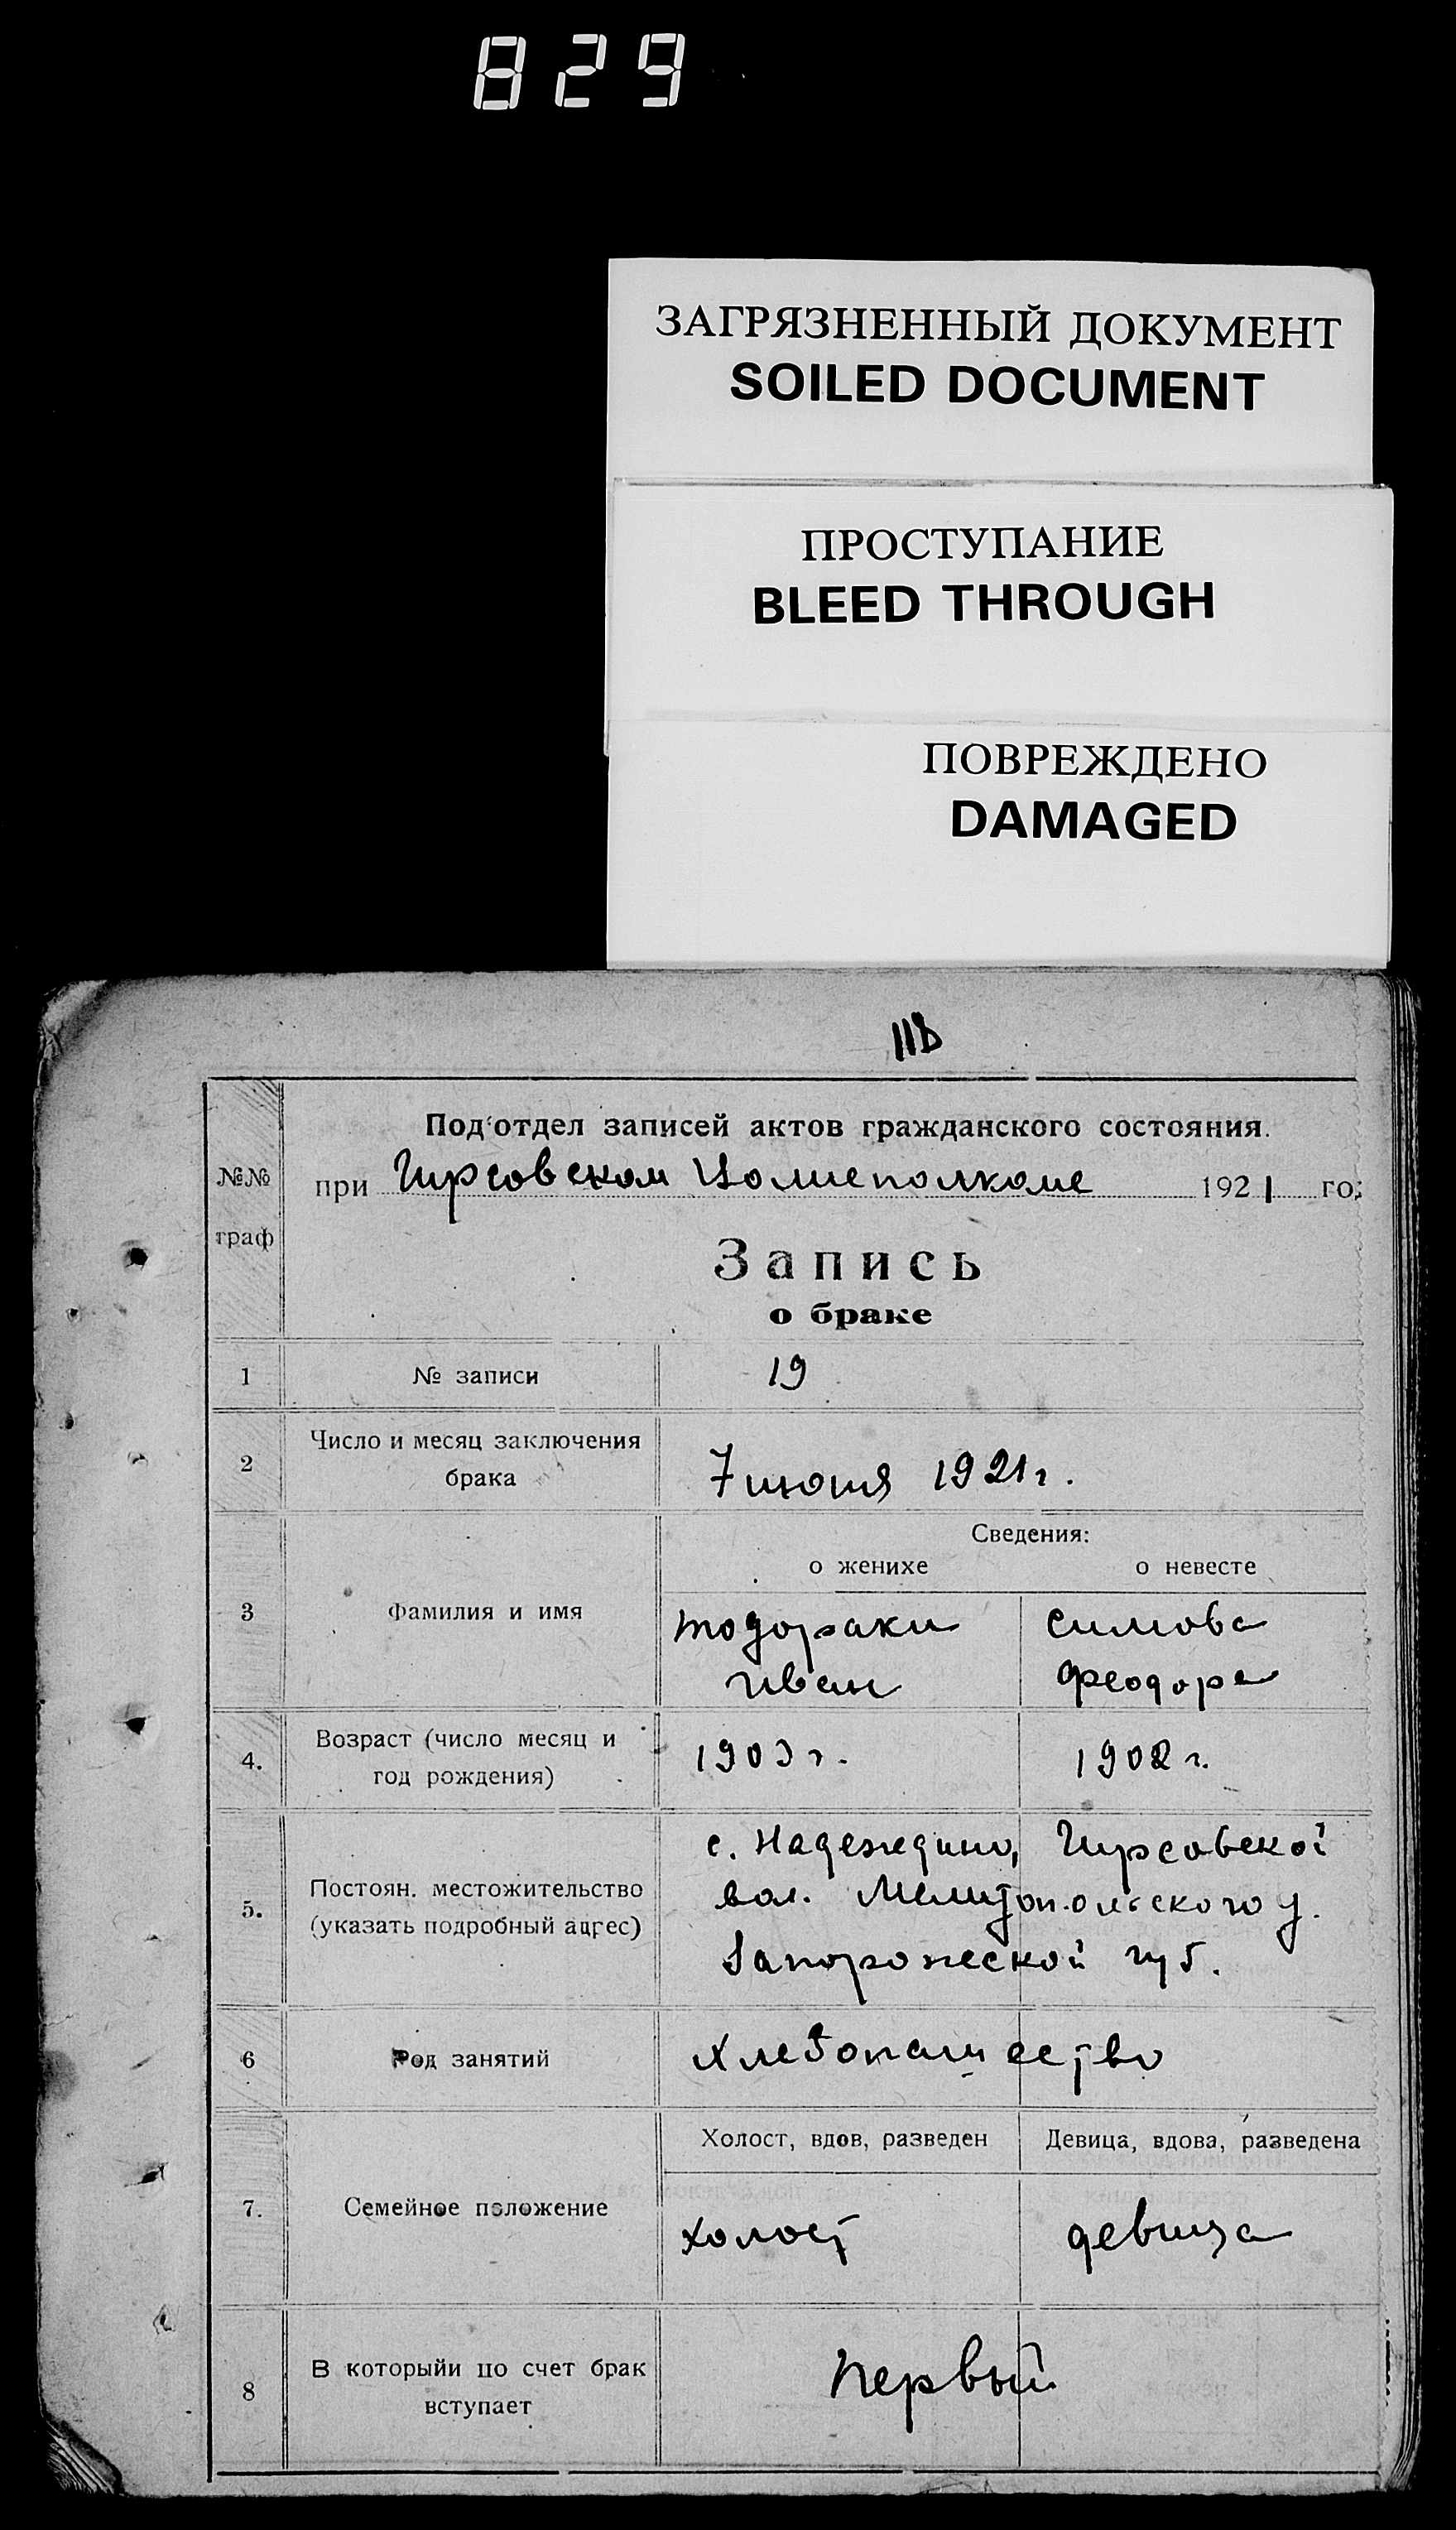 829
ЗАГРЯЗНЕННЫЙ ДОКУМЕНТ
SOILED DOCUMENT
ПРОСТУПАНИЕ
BLEED THROUGH
ПОВРЕЖДЕНО
DAMAGED
№№
граф
Под'отдел записей актов гражданского состояния.
при Гирсовском 1921 го
Запись
о браке
1 № записи 19
2 Число и месяц заключения
брака
7 июня 1921 г.
Сведения:
о женихе о невесте
3 Фамилия и имя
Тодораки Симова
Иван Феодора
4. Возраст (число месяц и
год рождения)
1903 г. 1902 г.
5. Постоян. местожительство
(указать подробный адрес)
с. Надеждино, Гирсовской
вол. Мелитопольского у.
Запорожской губ.
6 Род занятий Хлебопашество
7. Семейное положение
Холост, вдов, разведен Девица, вдова, разведена
холост девица
8 В которыйи по счет брак
вступает
первый